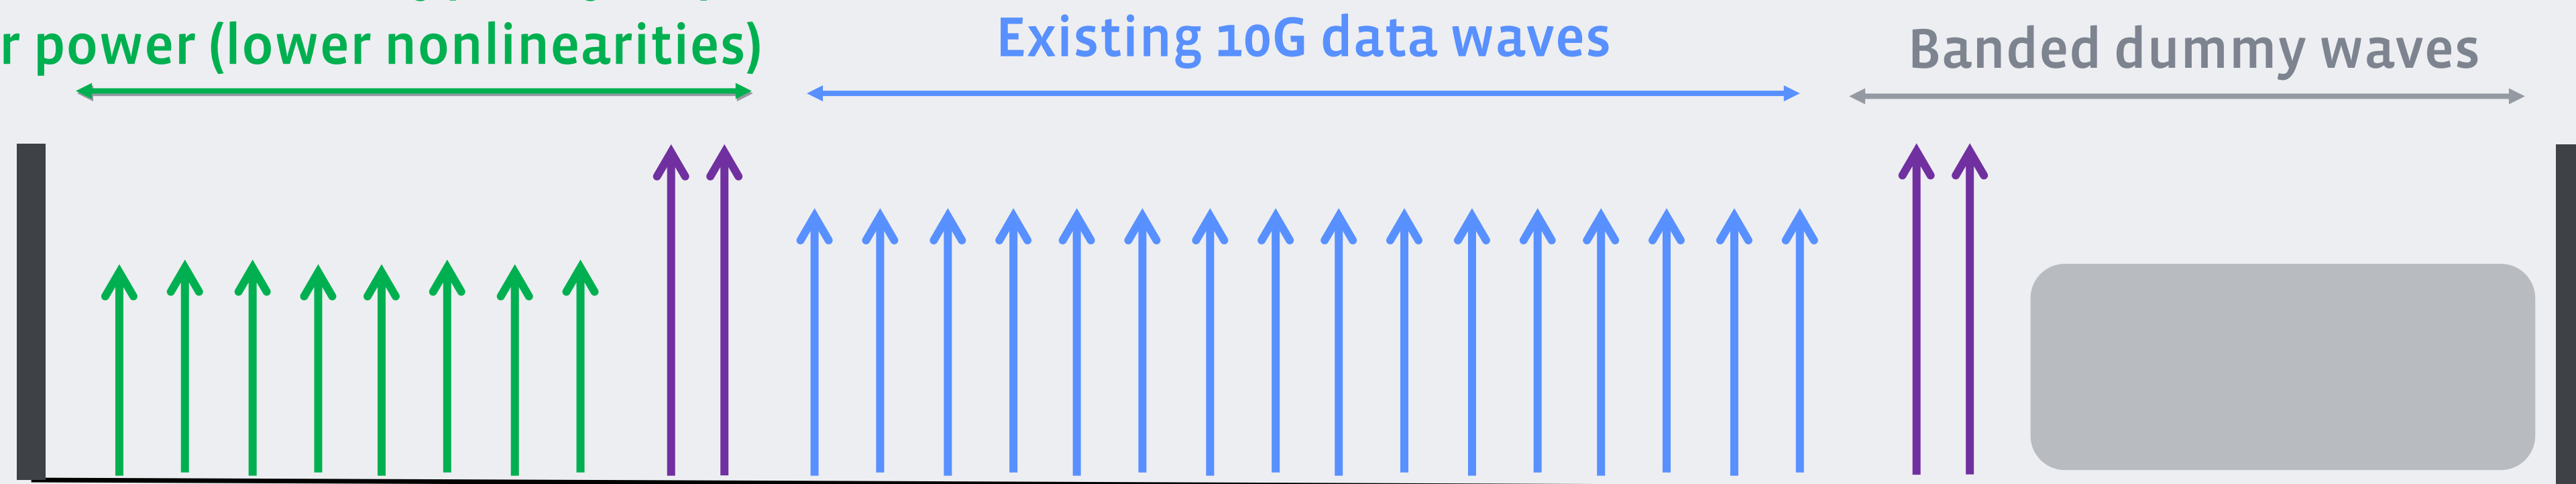 power (lower nonlinearities)
Existing 10G data waves
Banded dummy waves